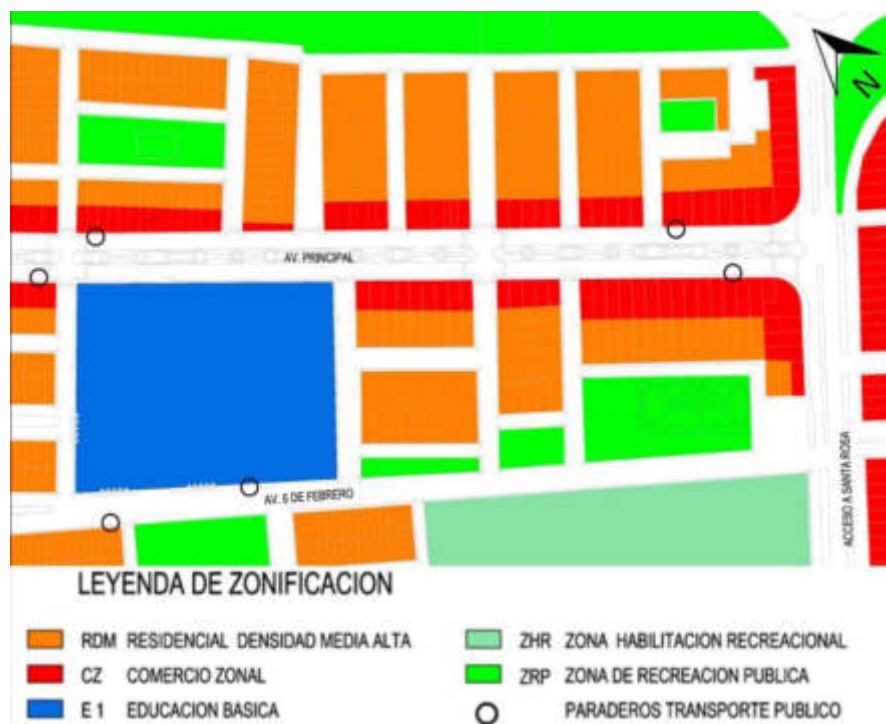 N
AV. PRINCIPAL
AV. 6 DE FEBRERO
ACCESO A SANTA ROSA
LEYENDA DE ZONIFICACION
RDM RESIDENCIAL DENSIDAD MEDIA ALTA
CZ COMERCIO ZONAL
E 1 EDUCACION BASICA
ZHR ZONA HABILITACION RECREACIONAL
ZRP ZONA DE RECREACION PUBLICA
PARADEROS TRANSPORTE PUBLICO